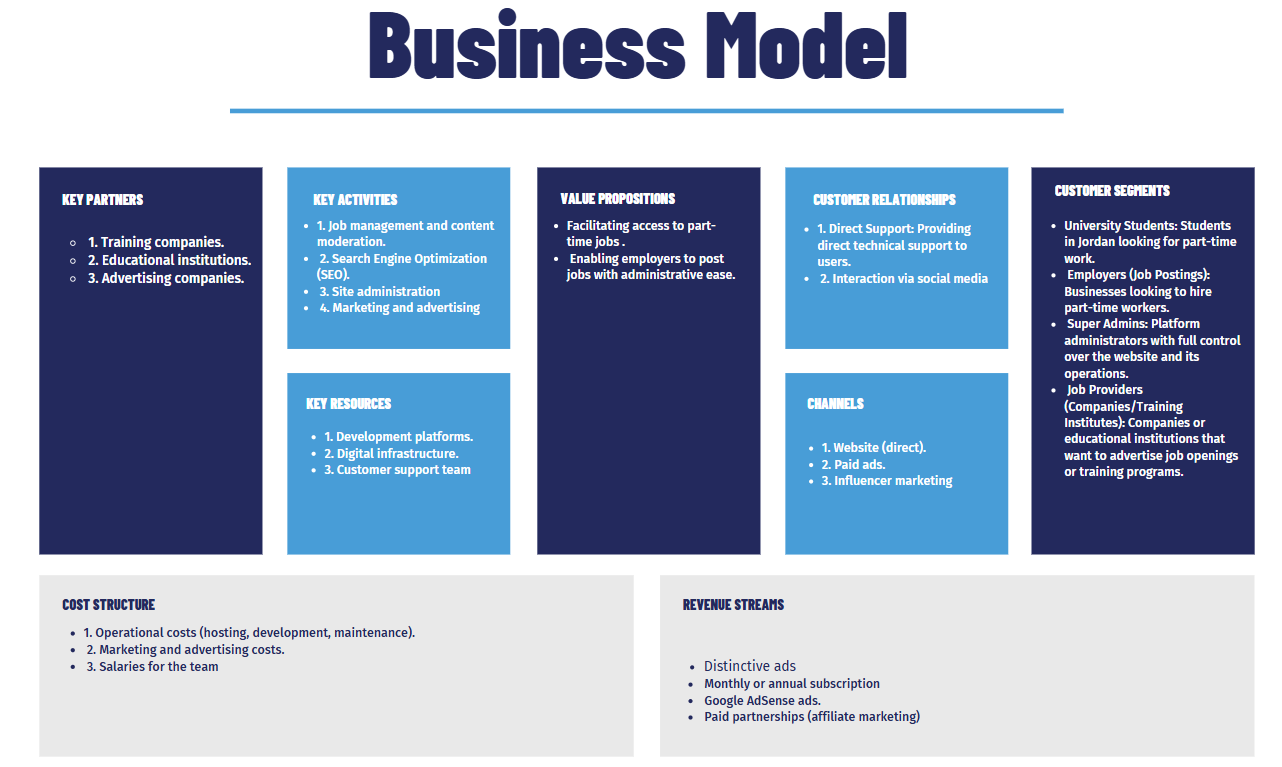 Business Model
KEY PARTNERS
1. Training companies.
2. Educational institutions.
3. Advertising companies.
KEY ACTIVITIES
1. Job management and content
moderation.
2. Search Engine Optimization
(SEO).
3. Site administration
4. Marketing and advertising
KEY RESOURCES
1. Development platforms.
2. Digital infrastructure.
3. Customer support team
VALUE PROPOSITIONS
Facilitating access to part-
time jobs .
Enabling employers to post
jobs with administrative ease.
CUSTOMER RELATIONSHIPS
1. Direct Support: Providing
direct technical support to
users.
2. Interaction via social media
CHANNELS
1. Website (direct).
2. Paid ads.
3. Influencer marketing
CUSTOMER SEGMENTS
University Students: Students
in Jordan looking for part-time
work.
Employers (Job Postings):
Businesses looking to hire
part-time workers.
Super Admins: Platform
administrators with full control
over the website and its
operations.
Job Providers
(Companies/Training
Institutes): Companies or
educational institutions that
want to advertise job openings
or training programs.
COST STRUCTURE
1. Operational costs (hosting, development, maintenance).
2. Marketing and advertising costs.
3. Salaries for the team
REVENUE STREAMS
Distinctive ads
Monthly or annual subscription
Google AdSense ads.
Paid partnerships (affiliate marketing)